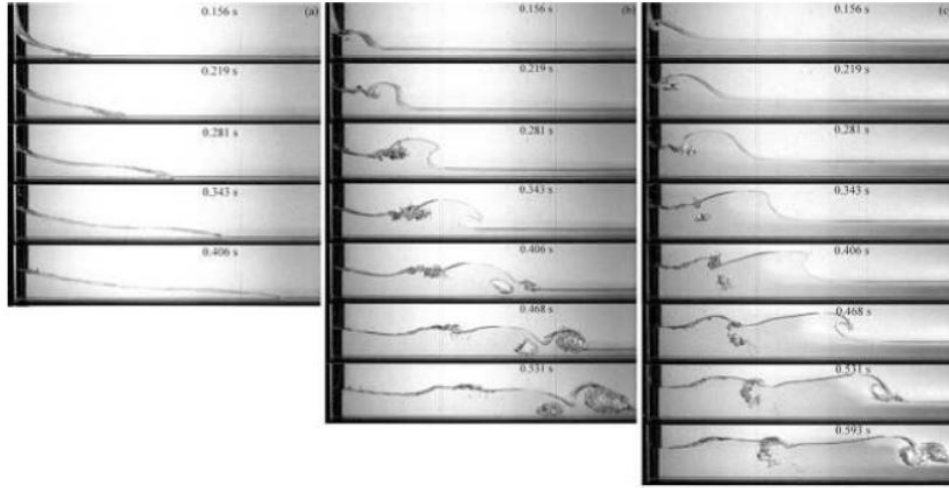 (a)
0.156 s
0.219 s
0.281 s
0.343 s
0.406 s
(b)
0.156 s
0.219 s
0.281 s
0.343 s
0.406 s
0.468 s
0.531 s
(c)
0.156 s
0.219 s
0.281 s
0.343 s
0.406 s
0.468 s
0.531 s
0.593 s